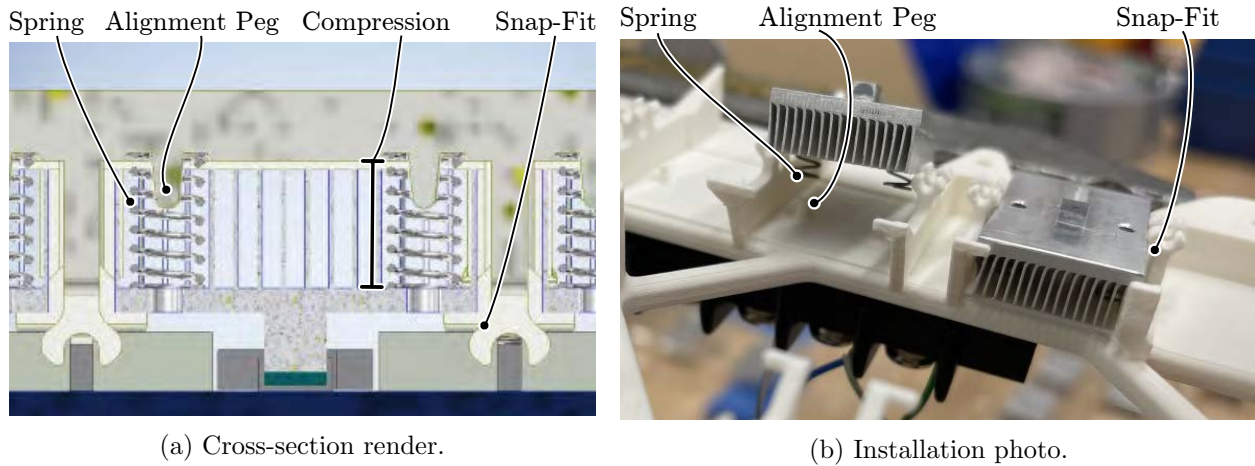 Spring Alignment Peg Compression Snap-Fit
Spring Alignment Peg Snap-Fit
(a) Cross-section render.
(b) Installation photo.